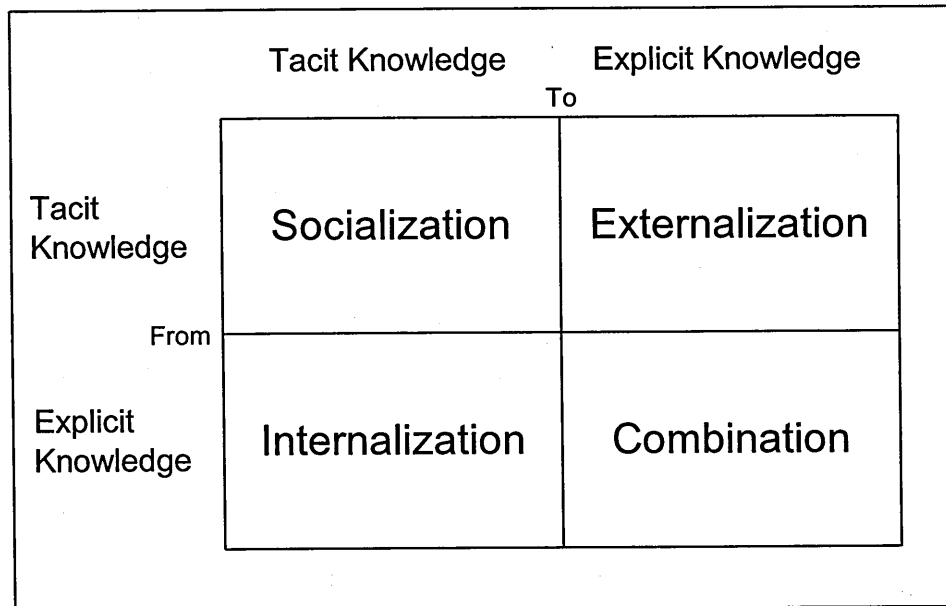 Tacit Knowledge
Explicit Knowledge
To
Tacit
Knowledge
Socialization
Externalization
From
Explicit
Knowledge
Internalization
Combination